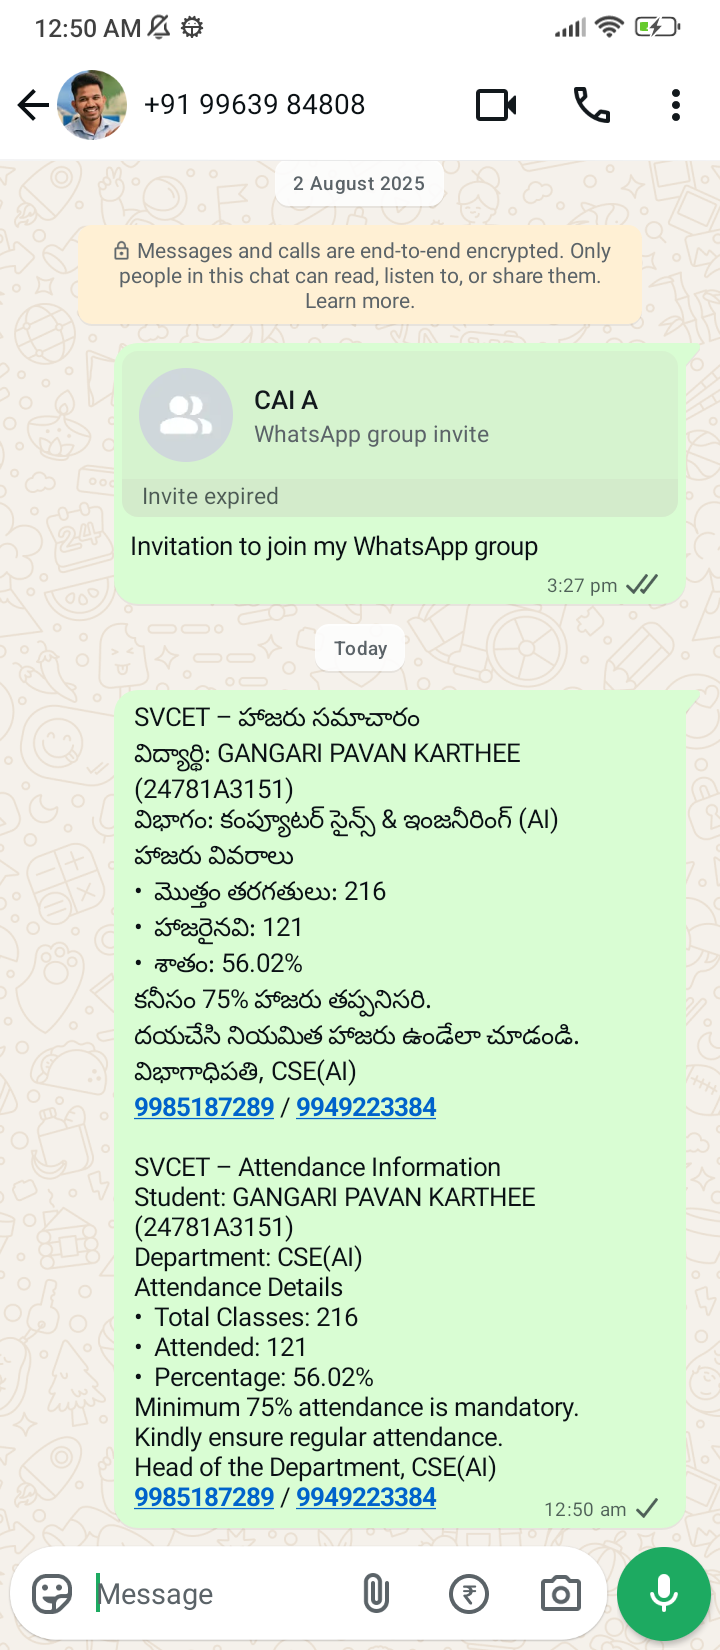 12:50 AM
+91 99639 84808
2 August 2025
Messages and calls are end-to-end encrypted. Only
people in this chat can read, listen to, or share them.
Learn more.
CAI A
WhatsApp group invite
Invite expired
Invitation to join my WhatsApp group
3:27 pm
Today
SVCET – హాజరు సమాచారం
విద్యార్థి: GANGARI PAVAN KARTHEE
(24781A3151)
విభాగం: కంప్యూటర్ సైన్స్ & ఇంజనీరింగ్ (AI)
హాజరు వివరాలు
• మొత్తం తరగతులు: 216
• హాజరైనవి: 121
• శాతం: 56.02%
కనీసం 75% హాజరు తప్పనిసరి.
దయచేసి నియమిత హాజరు ఉండేలా చూడండి.
విభాగాధిపతి, CSE(AI)
9985187289 / 9949223384
SVCET – Attendance Information
Student: GANGARI PAVAN KARTHEE
(24781A3151)
Department: CSE(AI)
Attendance Details
• Total Classes: 216
• Attended: 121
• Percentage: 56.02%
Minimum 75% attendance is mandatory.
Kindly ensure regular attendance.
Head of the Department, CSE(AI)
9985187289 / 9949223384
12:50 am
Message